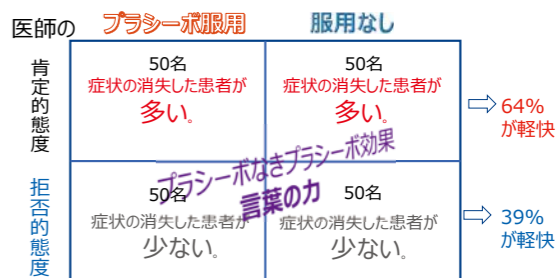 医師の プラシーボ服用 服用なし
肯定的態度
50名
症状の消失した患者が
多い。
50名
症状の消失した患者が
多い。
64%
が軽快
プラシーボなきプラシーボ効果
言葉の力
拒否的態度
50名
症状の消失した患者が
少ない。
50名
症状の消失した患者が
少ない。
39%
が軽快